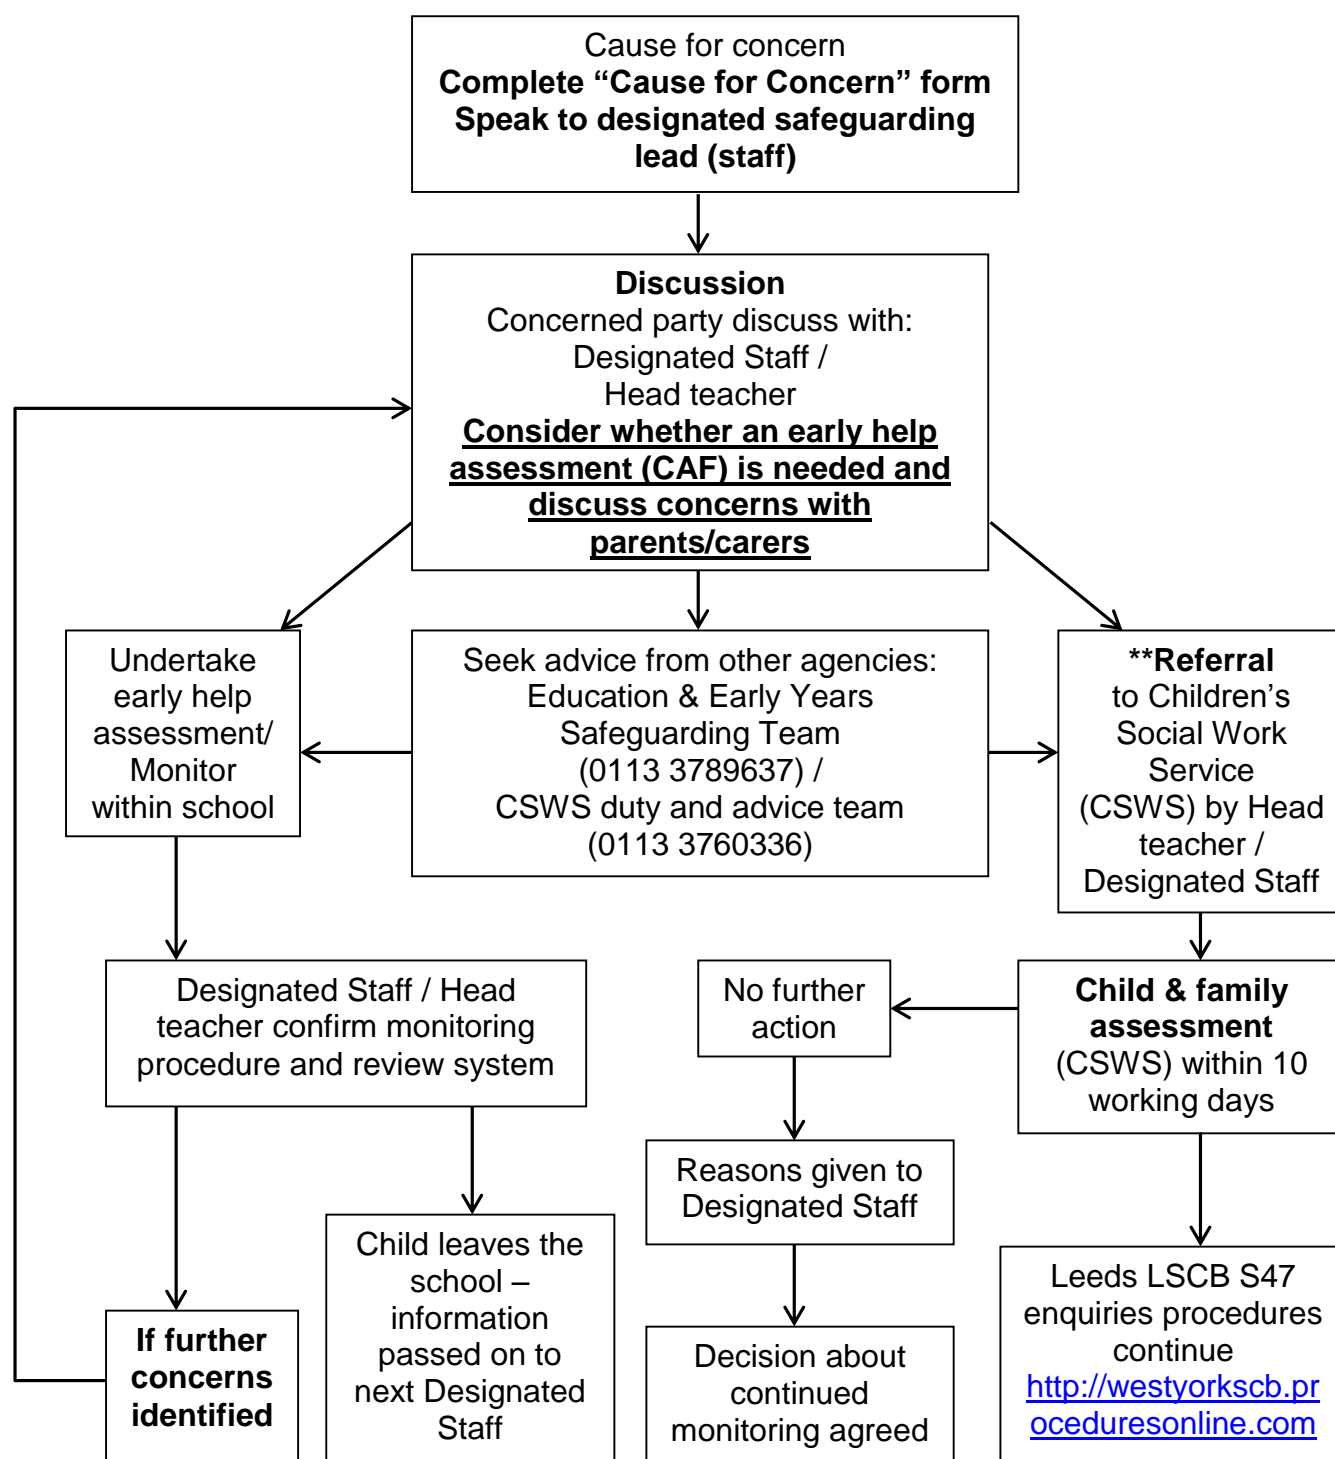 Cause for concern
Complete “Cause for Concern” form
Speak to designated safeguarding
lead (staff)
Discussion
Concerned party discuss with:
Designated Staff /
Head teacher
Consider whether an early help
assessment (CAF) is needed and
discuss concerns with
parents/carers
Undertake
early help
assessment/
Monitor
within school
Seek advice from other agencies:
Education & Early Years
Safeguarding Team
(0113 3789637) /
CSWS duty and advice team
(0113 3760336)
**Referral
to Children’s
Social Work
Service
(CSWS) by Head
teacher /
Designated Staff
Designated Staff / Head
teacher confirm monitoring
procedure and review system
No further
action
Child & family
assessment
(CSWS) within 10
working days
Reasons given to
Designated Staff
If further
concerns
identified
Child leaves the
school –
information
passed on to
next Designated
Staff
Decision about
continued
monitoring agreed
Leeds LSCB S47
enquiries procedures
continue
http://westyorkscb.pr
oceduresonline.com